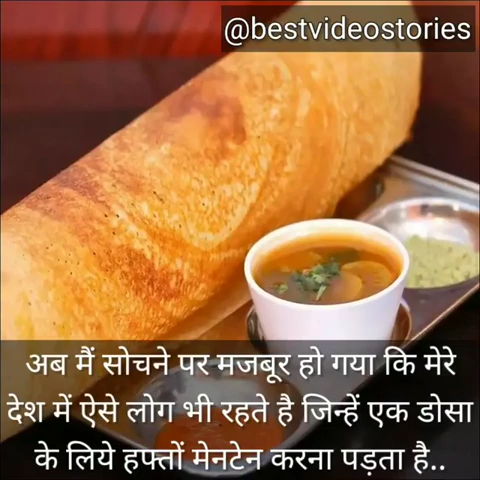 @bestvideostories
अब मैं सोचने पर मजबूर हो गया कि मेरे
देश में ऐसे लोग भी रहते है जिन्हें एक डोसा
के लिये हफ्तों मेनटेन करना पड़ता है..